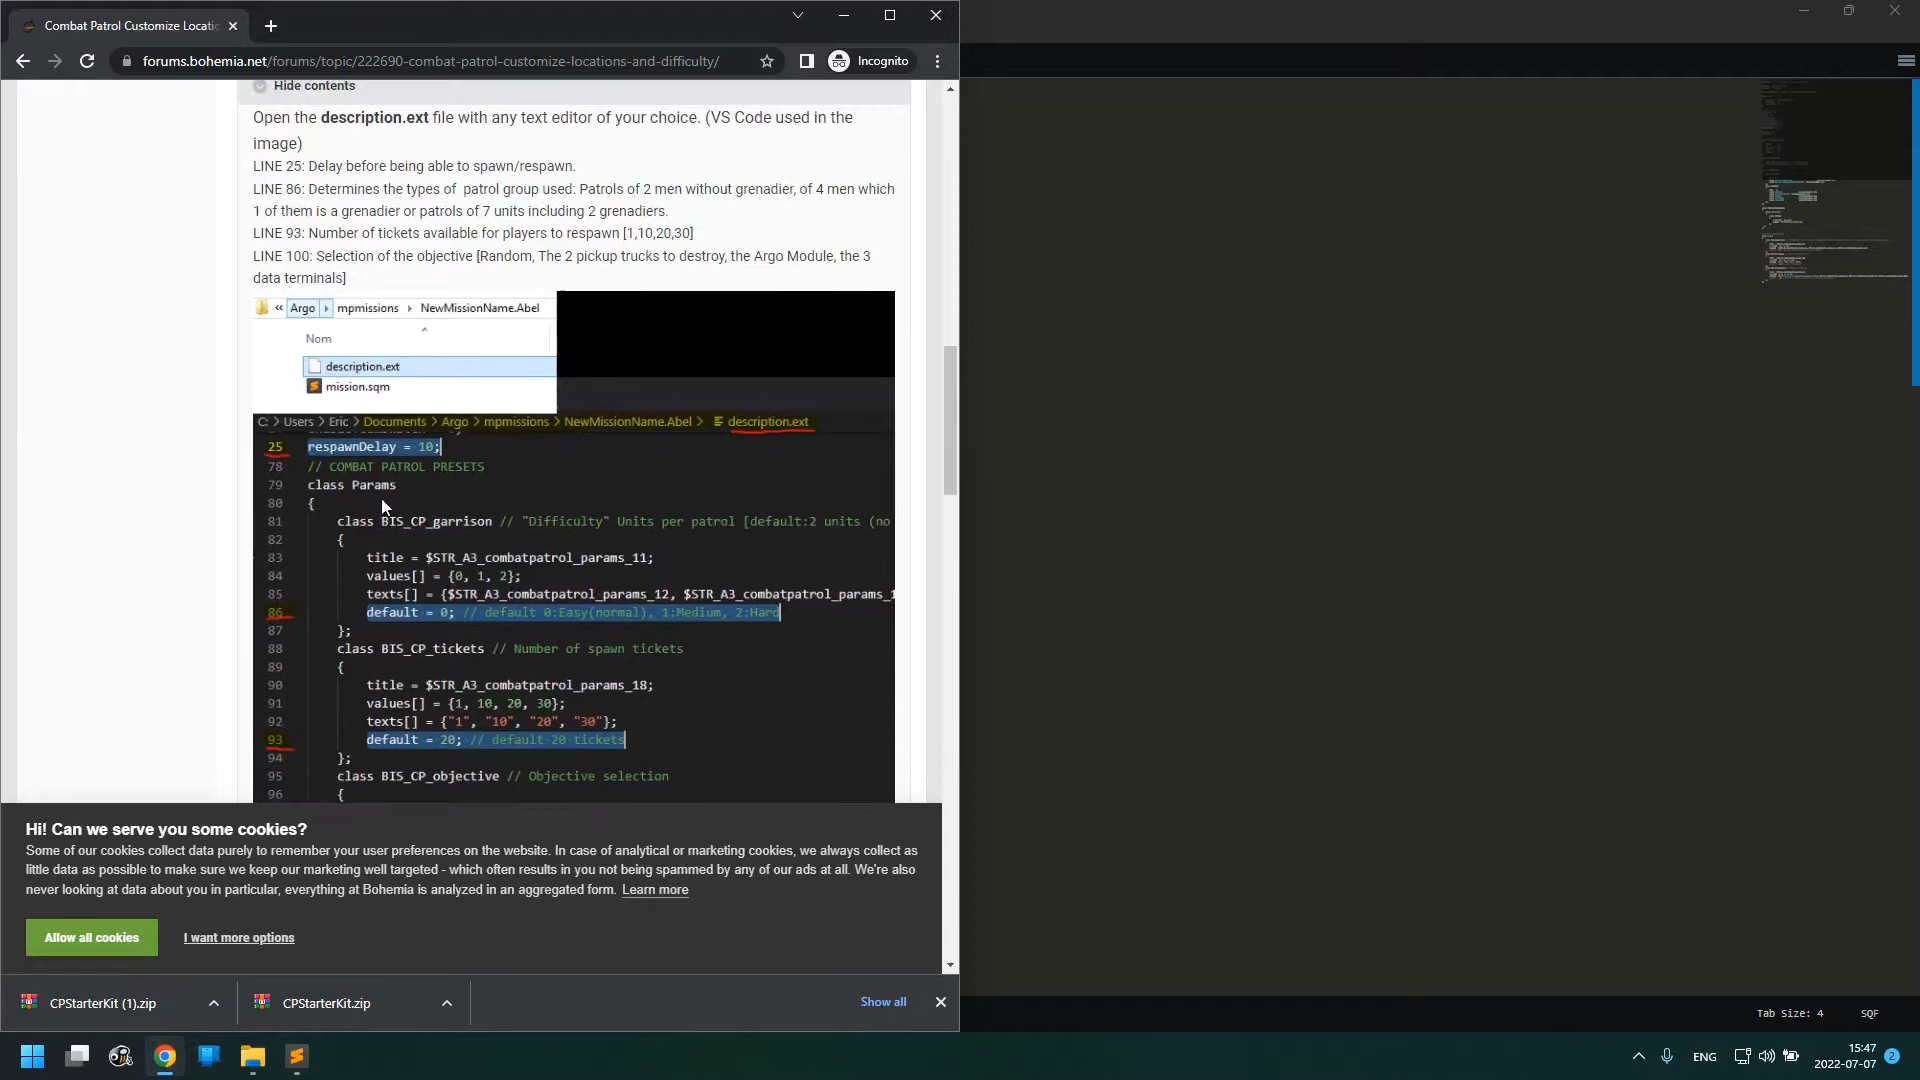 Combat Patrol Customize Locatio
forums.bohemia.net/forums/topic/222690-combat-patrol-customize-locations-and-difficulty/
Incognito
Hide contents
Open the description.ext file with any text editor of your choice. (VS Code used in the
image)
LINE 25: Delay before being able to spawn/respawn.
LINE 86: Determines the types of  patrol group used: Patrols of 2 men without grenadier, of 4 men which
1 of them is a grenadier or patrols of 7 units including 2 grenadiers.
LINE 93: Number of tickets available for players to respawn [1,10,20,30]
LINE 100: Selection of the objective [Random, The 2 pickup trucks to destroy, the Argo Module, the 3
data terminals]
« Argo > mpmissions > NewMissionName.Abel
Nom
description.ext
mission.sqm
C: > Users > Eric > Documents > Argo > mpmissions > NewMissionName.Abel > description.ext
25 respawnDelay = 10;
78 // COMBAT PATROL PRESETS
79 class Params
80 {
81 class BIS_CP_garrison // "Difficulty" Units per patrol [default:2 units (no
82 {
83 title = $STR_A3_combatpatrol_params_11;
84 values[] = {0, 1, 2};
85 texts[] = {$STR_A3_combatpatrol_params_12, $STR_A3_combatpatrol_params_1
86 default = 0; // default 0:Easy(normal), 1:Medium, 2:Hard
87 };
88 class BIS_CP_tickets // Number of spawn tickets
89 {
90 title = $STR_A3_combatpatrol_params_18;
91 values[] = {1, 10, 20, 30};
92 texts[] = {"1", "10", "20", "30"};
93 default = 20; // default 20 tickets
94 };
95 class BIS_CP_objective // Objective selection
96 {
Hi! Can we serve you some cookies?
Some of our cookies collect data purely to remember your user preferences on the website. In case of analytical or marketing cookies, we always collect as
little data as possible to make sure we keep our marketing well targeted - which often results in you not being spammed by any of our ads at all. We're also
never looking at data about you in particular, everything at Bohemia is analyzed in an aggregated form. Learn more
Allow all cookies
I want more options
CPStarterKit (1).zip
CPStarterKit.zip
Show all
Tab Size: 4
SQF
ENG
15:47
2022-07-07
2